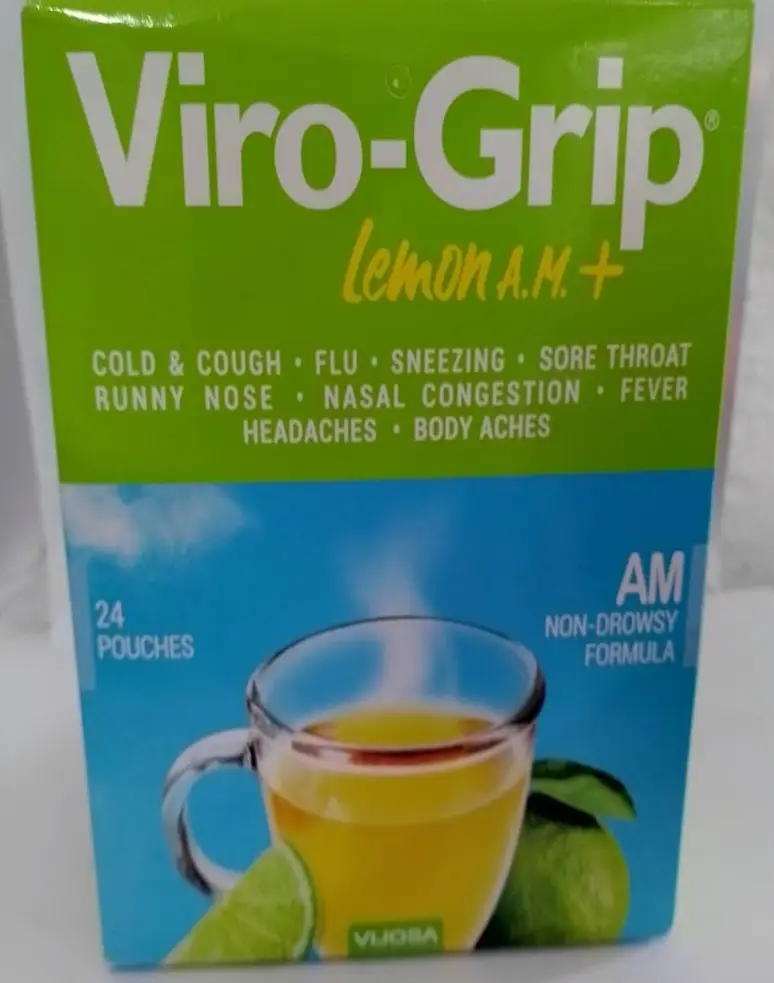 Viro-Grip®
Lemon A.M. +
COLD & COUGH • FLU • SNEEZING • SORE THROAT
RUNNY NOSE • NASAL CONGESTION • FEVER
HEADACHES • BODY ACHES
24
POUCHES
AM
NON-DROWSY
FORMULA
VIJOSA